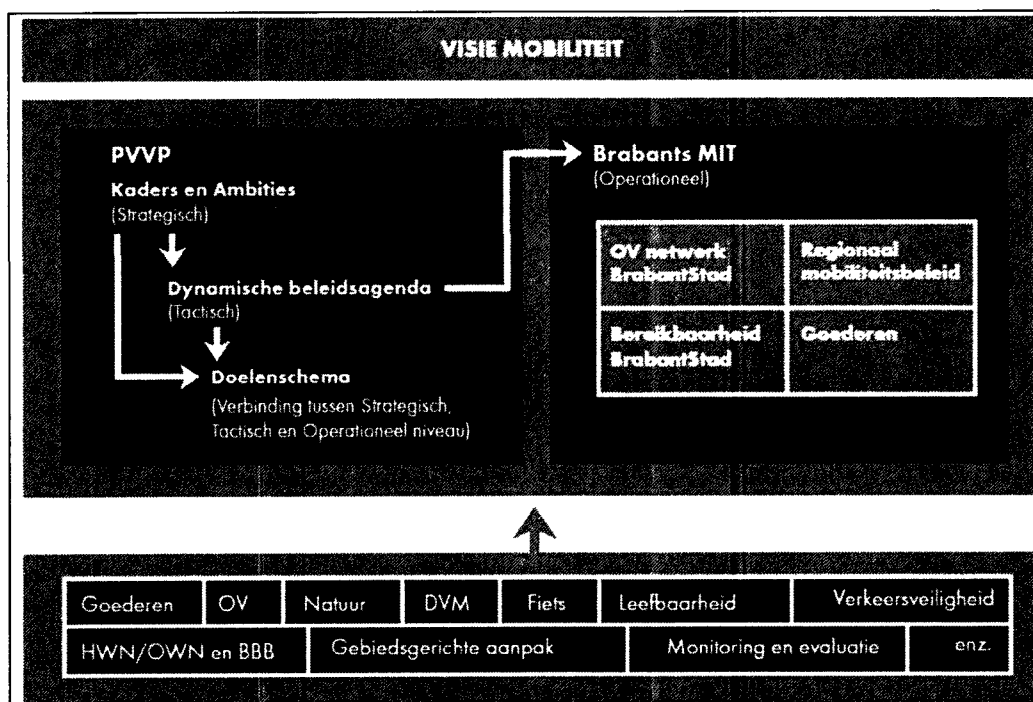 VISIE MOBILITEIT
PVVP
Kaders en Ambities
(Strategisch)
Dynamische beleidsagenda
(Tactisch)
Doelenschema
(Verbinding tussen Strategisch,
Tactisch en Operationeel niveau)
Brabants MIT
(Operationeel)
OV netwerk
BrabantStad
Regionaal
mobiliteitsbeleid
Bereikbaarheid
BrabantStad
Goederen
Goederen
OV
Natuur
DVM
Fiets
Leefbaarheid
Verkeersveiligheid
HWN/OWN en BBB
Gebiedsgerichte aanpak
Monitoring en evaluatie
enz.